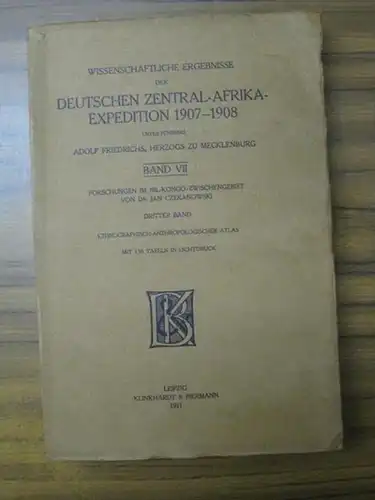 WISSENSCHAFTLICHE ERGEBNISSE
DER
DEUTSCHEN ZENTRAL-AFRIKA-
EXPEDITION 1907–1908
UNTER FÜHRUNG
ADOLF FRIEDRICHS, HERZOGS ZU MECKLENBURG
BAND VII
FORSCHUNGEN IM NIL-KONGO-ZWISCHENGEBIET
VON DR. JAN CZEKANOWSKI
DRITTER BAND
ETHNOGRAPHISCH-ANTHROPOLOGISCHER ATLAS
MIT 139 TAFELN IN LICHTDRUCK
LEIPZIG
KLINKHARDT & BIERMANN
1911